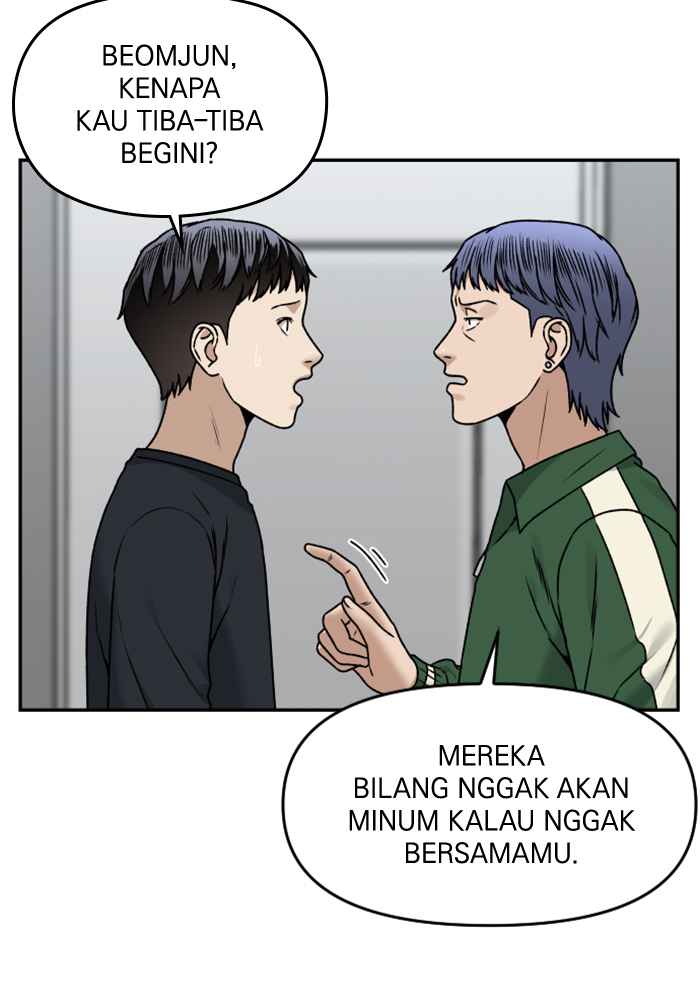 BEOMJUN,
KENAPA
KAU TIBA-TIBA
BEGINI?
MEREKA
BILANG NGGAK AKAN
MINUM KALAU NGGAK
BERSAMAMU.